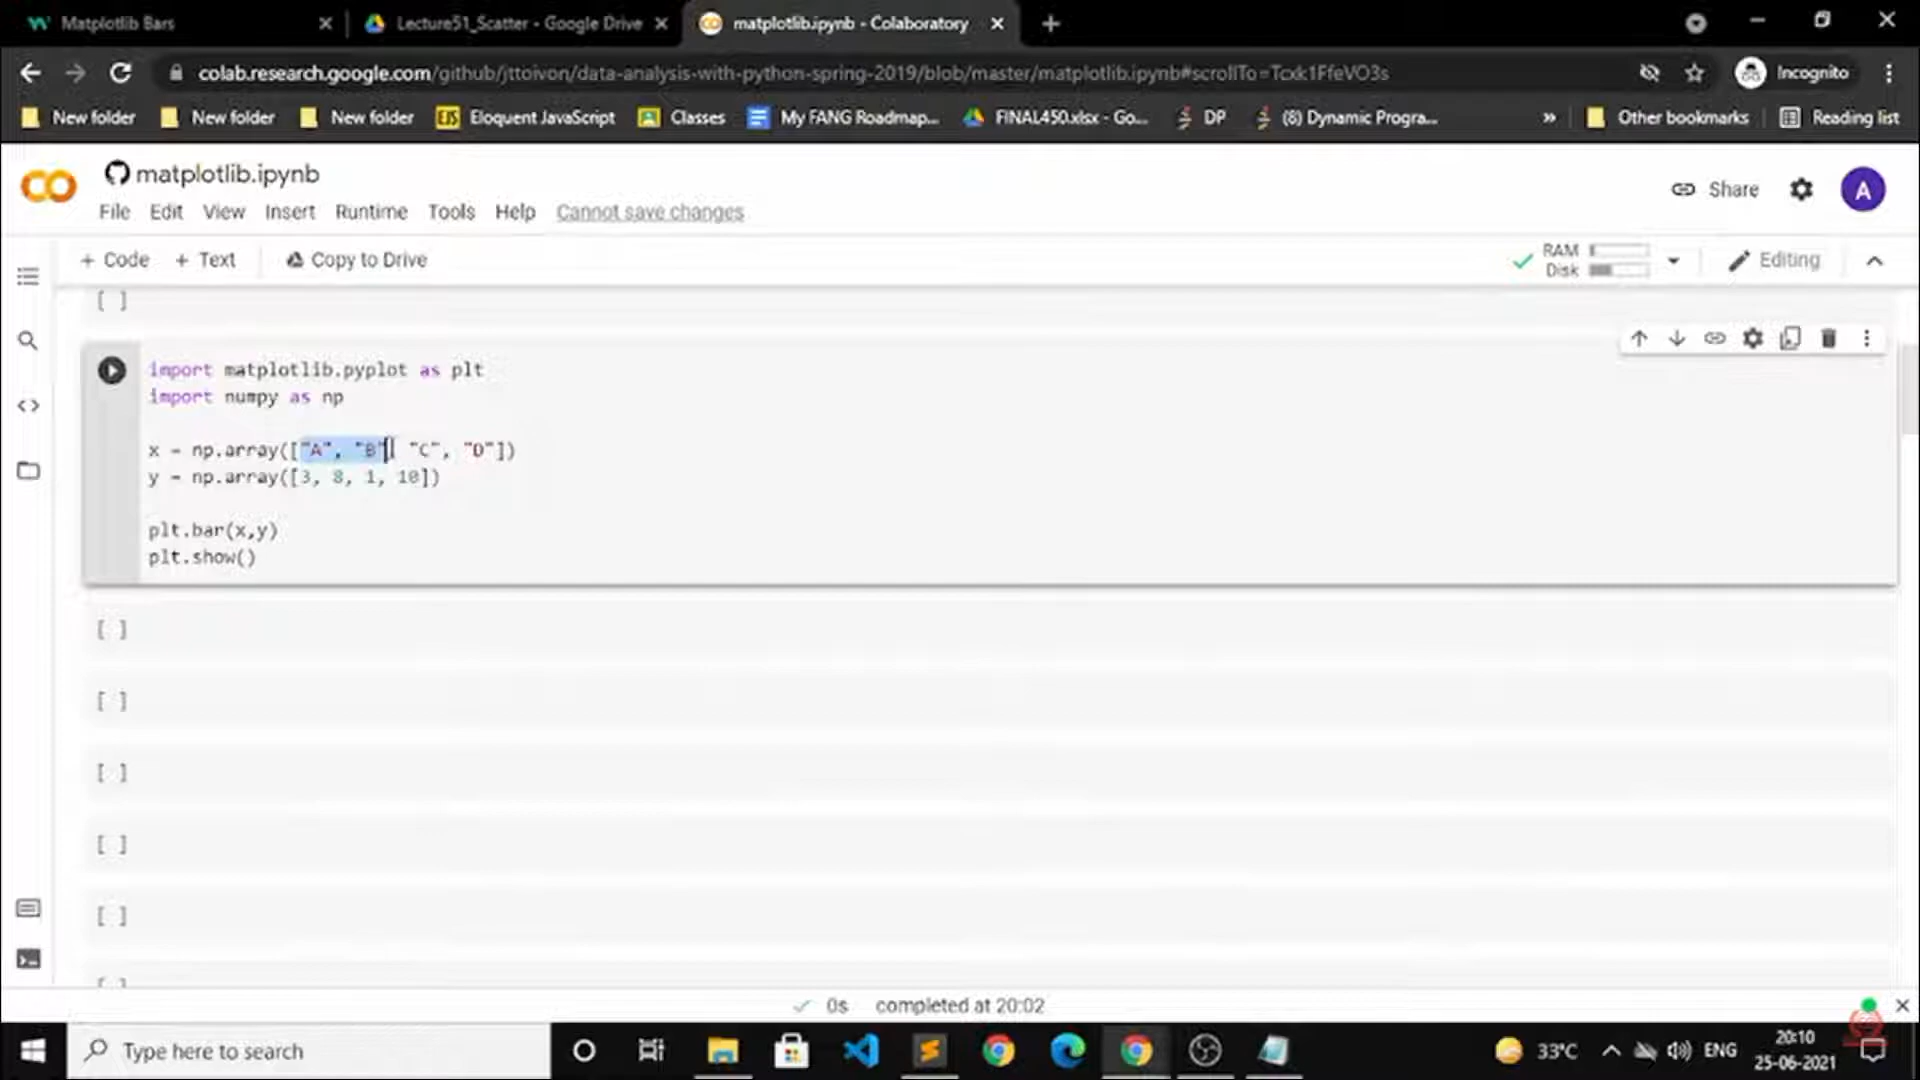 Matplotlib Bars
Lecture51_Scatter - Google Drive
matplotlib.ipynb - Colaboratory
colab.research.google.com/github/jttoivon/data-analysis-with-python-spring-2019/blob/master/matplotlib.ipynb#scrollTo=Tcxk1FfeVO3s
Incognito
New folder
New folder
New folder
EJS
Eloquent JavaScript
Classes
My FANG Roadmap...
FINAL450.xlsx - Go...
DP
(8) Dynamic Progra...
»
Other bookmarks
Reading list
matplotlib.ipynb
Share
A
File Edit View Insert Runtime Tools Help Cannot save changes
+ Code + Text Copy to Drive
RAM
Disk
Editing
[ ]
import matplotlib.pyplot as plt
import numpy as np
x = np.array(["A", "B", "C", "D"])
y = np.array([3, 8, 1, 10])
plt.bar(x,y)
plt.show()
[ ]
[ ]
[ ]
[ ]
[ ]
[ ]
0s completed at 20:02
Type here to search
33°C
ENG
20:10
25-06-2021